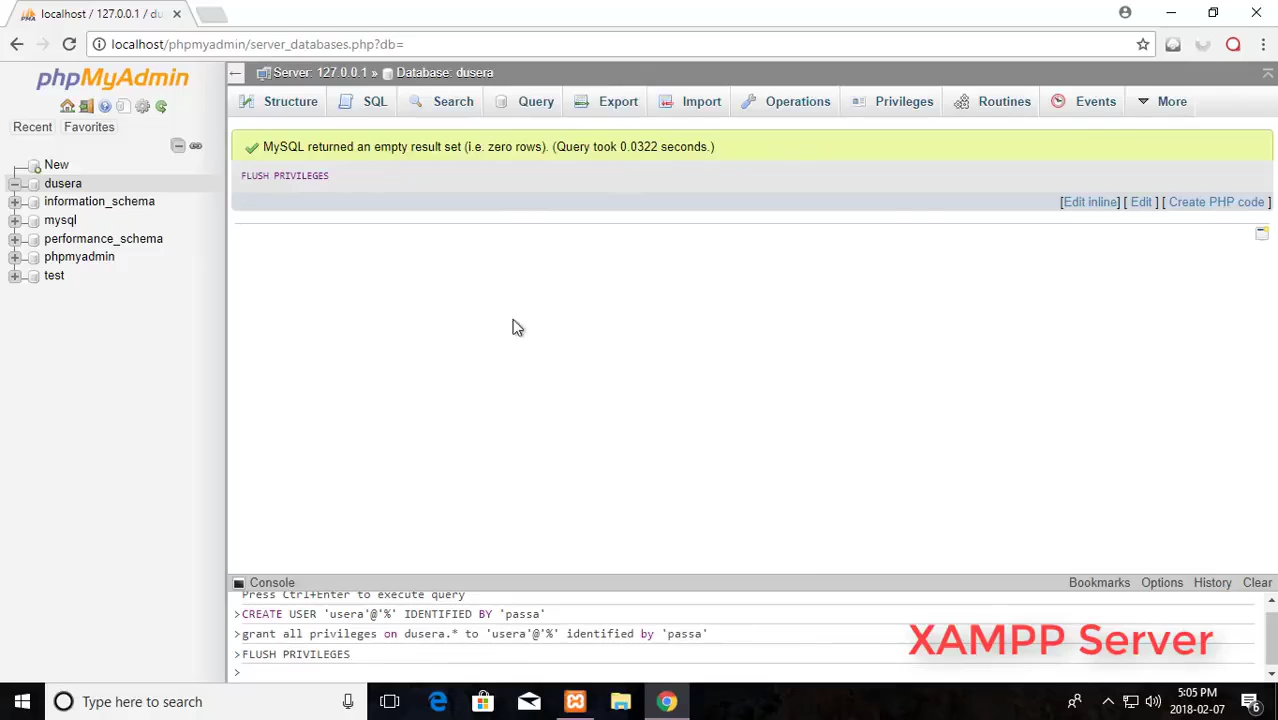 localhost / 127.0.0.1 / d
localhost/phpmyadmin/server_databases.php?db=
phpMyAdmin
Recent
Favorites
New
dusera
information_schema
mysql
performance_schema
phpmyadmin
test
Server: 127.0.0.1 » Database: dusera
Structure SQL Search Query Export Import Operations Privileges Routines Events More
MySQL returned an empty result set (i.e. zero rows). (Query took 0.0322 seconds.)
FLUSH PRIVILEGES
[Edit inline] [ Edit ] [ Create PHP code ]
Console
Bookmarks Options History Clear
Press Ctrl+Enter to execute query
>CREATE USER 'usera'@'%' IDENTIFIED BY 'passa'
>grant all privileges on dusera.* to 'usera'@'%' identified by 'passa'
>FLUSH PRIVILEGES
>
XAMPP Server
Type here to search
5:05 PM
2018-02-07
6